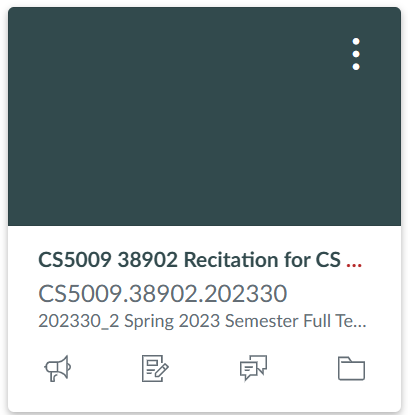 CS5009 38902 Recitation for CS ...
CS5009.38902.202330
202330_2 Spring 2023 Semester Full Te...